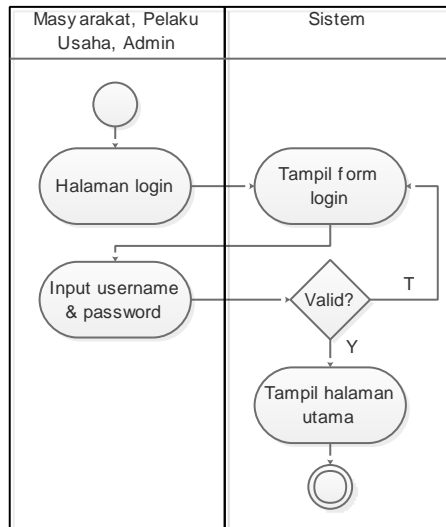 Masyarakat, Pelaku
Usaha, Admin
Sistem
Halaman login
Tampil form
login
Input username
& password
Valid?
T
Y
Tampil halaman
utama